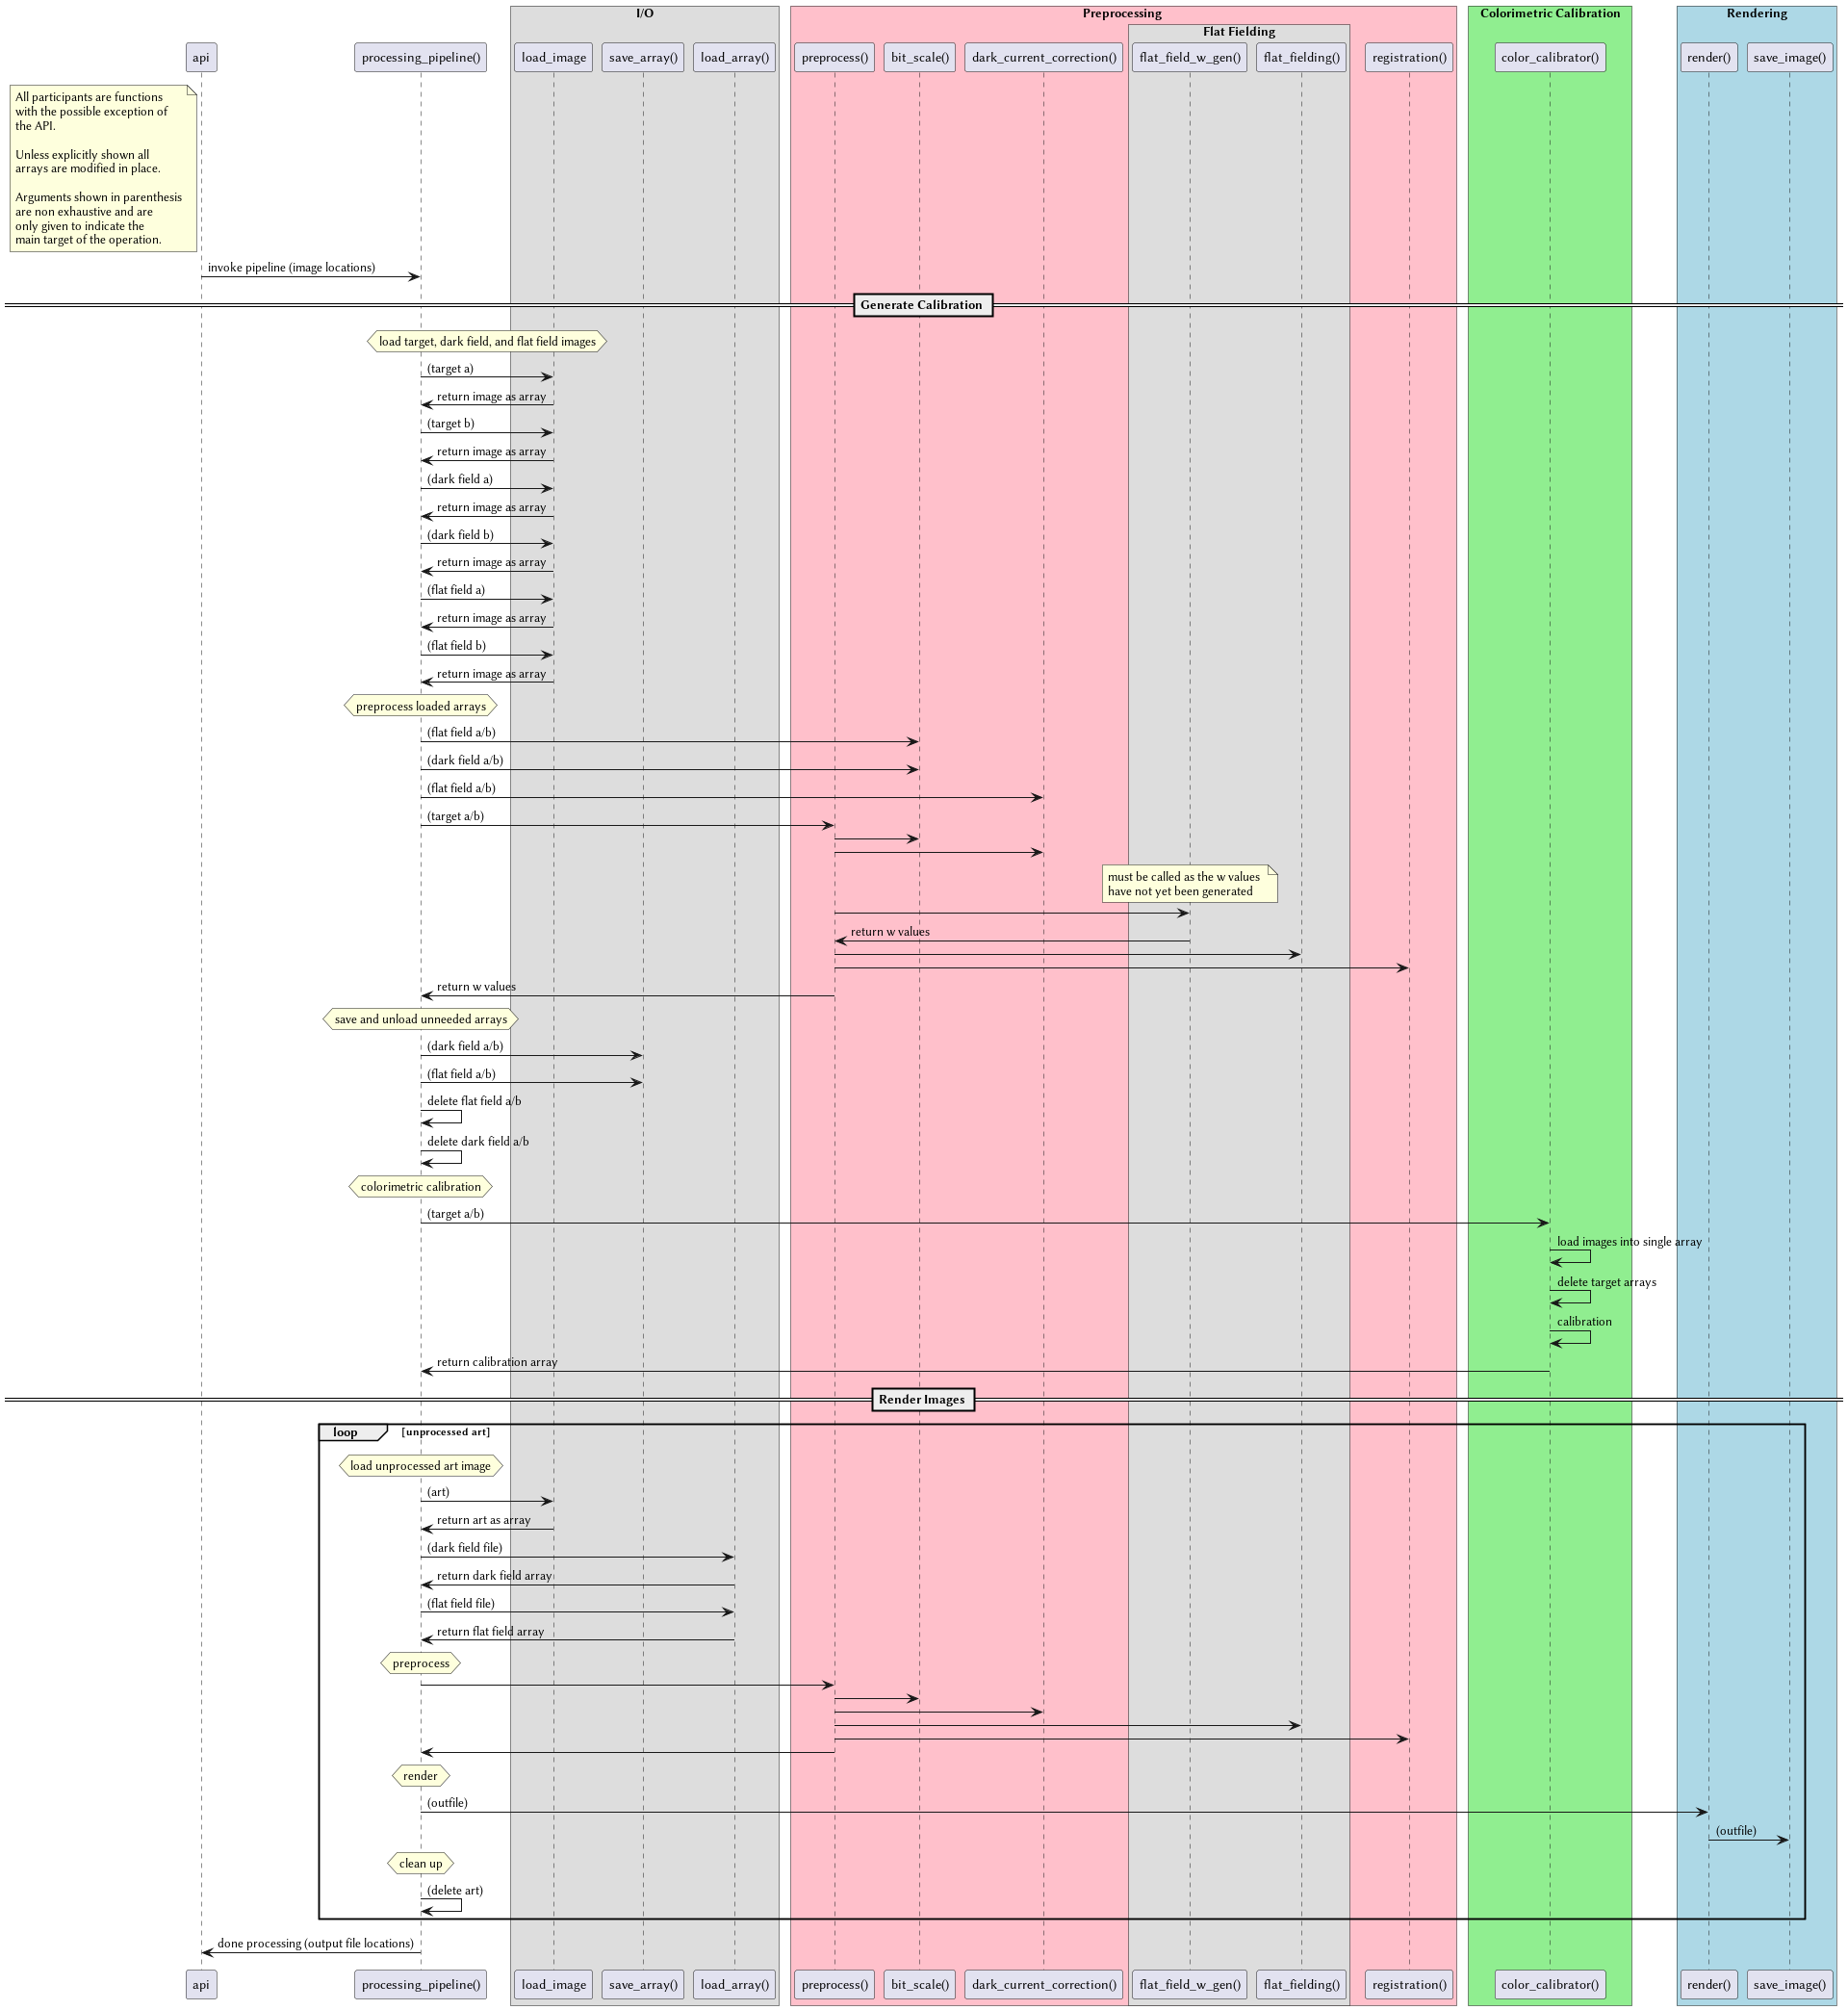 I/O
Preprocessing
Colorimetric Calibration
Rendering
Flat Fielding
api
processing_pipeline()
load_image
save_array()
load_array()
preprocess()
bit_scale()
dark_current_correction()
flat_field_w_gen()
flat_fielding()
registration()
color_calibrator()
render()
save_image()
All participants are functions
with the possible exception of
the API.
Unless explicitly shown all
arrays are modified in place.
Arguments shown in parenthesis
are non exhaustive and are
only given to indicate the
main target of the operation.
invoke pipeline (image locations)
Generate Calibration
load target, dark field, and flat field images
(target a)
return image as array
(target b)
return image as array
(dark field a)
return image as array
(dark field b)
return image as array
(flat field a)
return image as array
(flat field b)
return image as array
preprocess loaded arrays
(flat field a/b)
(dark field a/b)
(flat field a/b)
(target a/b)
must be called as the w values
have not yet been generated
return w values
return w values
save and unload unneeded arrays
(dark field a/b)
(flat field a/b)
delete flat field a/b
delete dark field a/b
colorimetric calibration
(target a/b)
load images into single array
delete target arrays
calibration
return calibration array
Render Images
loop
[unprocessed art]
load unprocessed art image
(art)
return art as array
(dark field file)
return dark field array
(flat field file)
return flat field array
preprocess
render
(outfile)
(outfile)
clean up
(delete art)
done processing (output file locations)
api
processing_pipeline()
load_image
save_array()
load_array()
preprocess()
bit_scale()
dark_current_correction()
flat_field_w_gen()
flat_fielding()
registration()
color_calibrator()
render()
save_image()